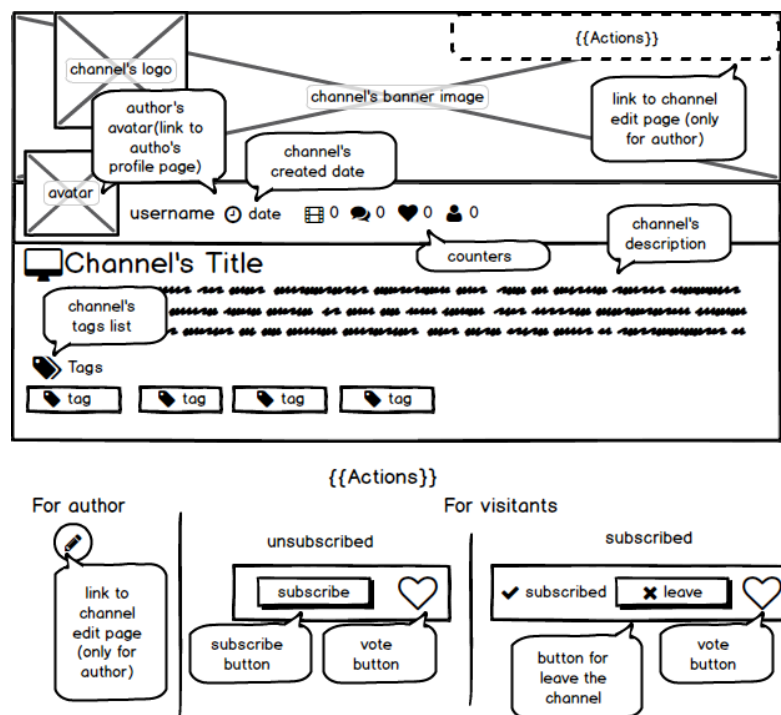 {{Actions}}
channel's logo
channel's banner image
link to channel
edit page (only
for author)
author's
avatar(link to
autho's
profile page)
channel's
created date
avatar
username
date
0
0
0
0
counters
channel's
description
Channel's Title
channel's
tags list
Tags
tag
tag
tag
tag
{{Actions}}
For author
For visitants
link to
channel
edit page
(only for
author)
unsubscribed
subscribe
subscribe
button
vote
button
subscribed
subscribed
leave
button for
leave the
channel
vote
button